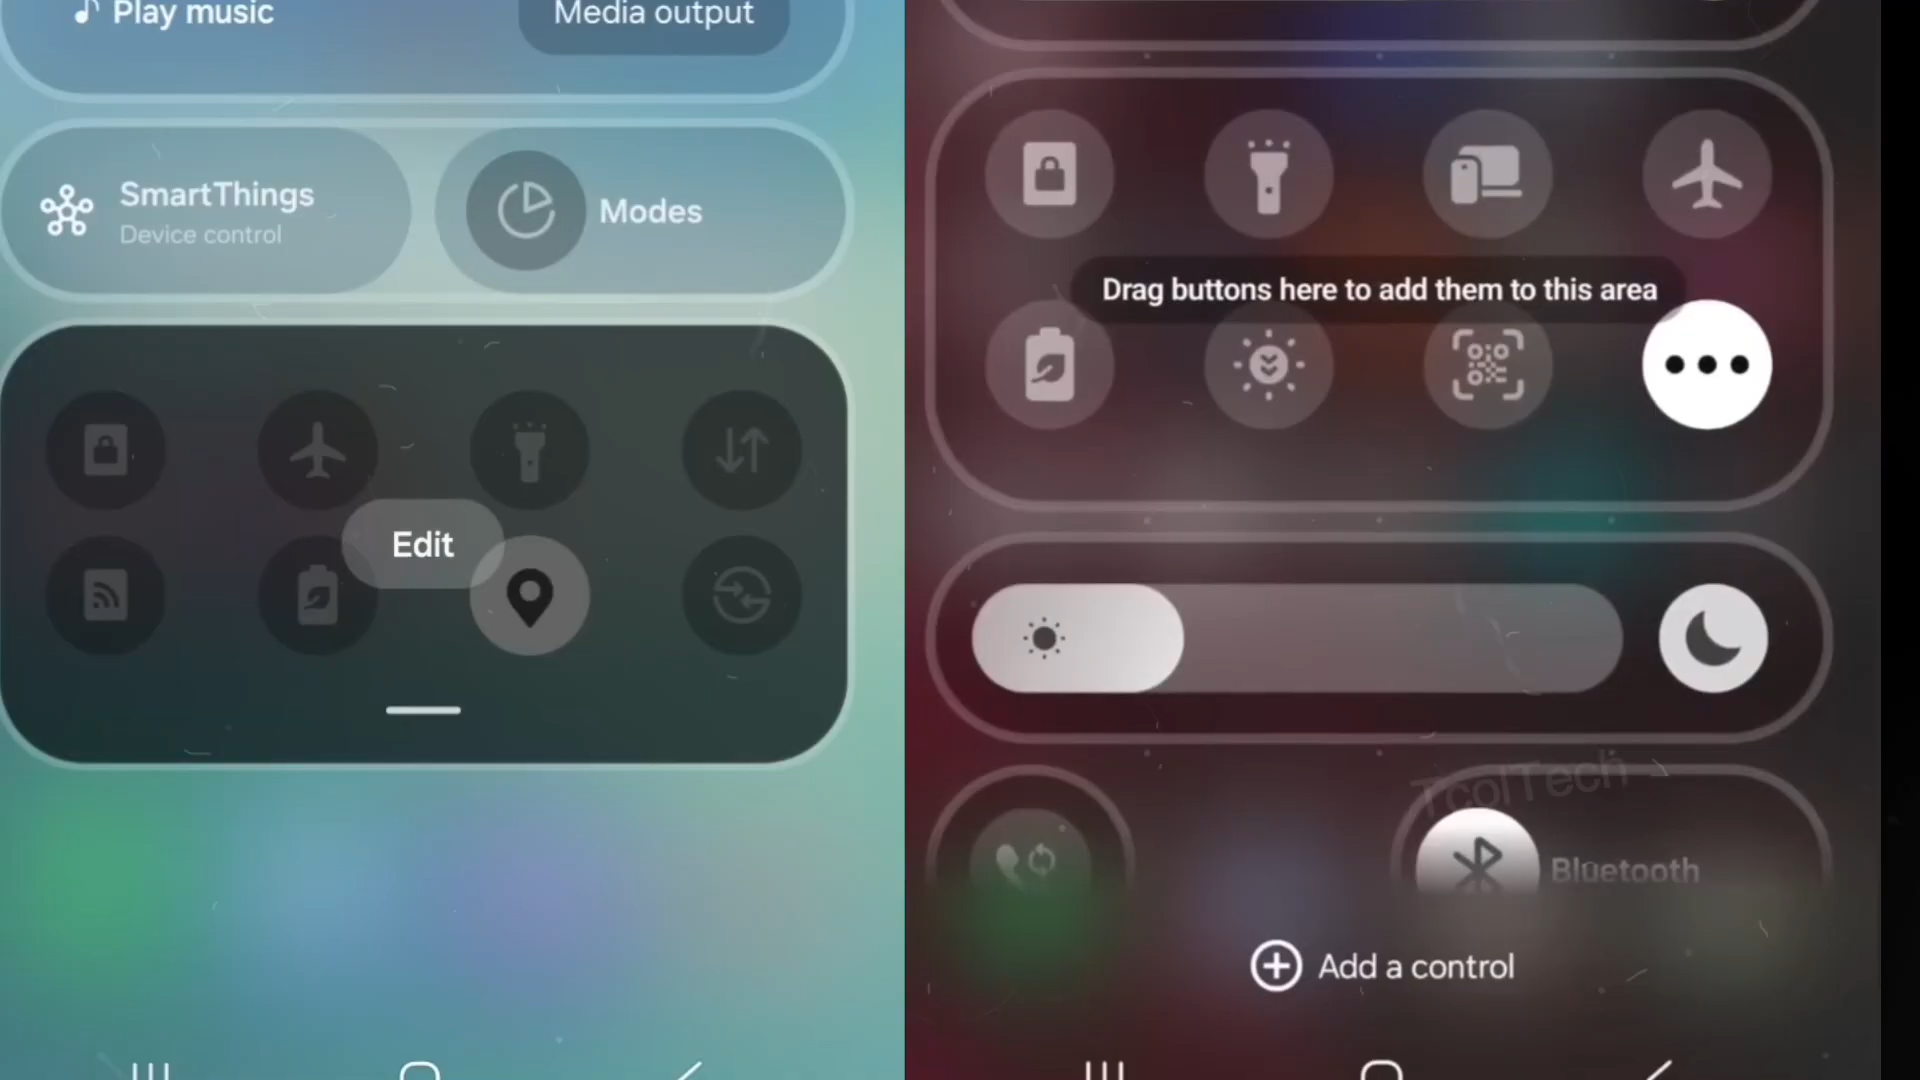 Play music
Media output
SmartThings
Device control
Modes
Edit
Drag buttons here to add them to this area
TcolTech
Bluetooth
Add a control